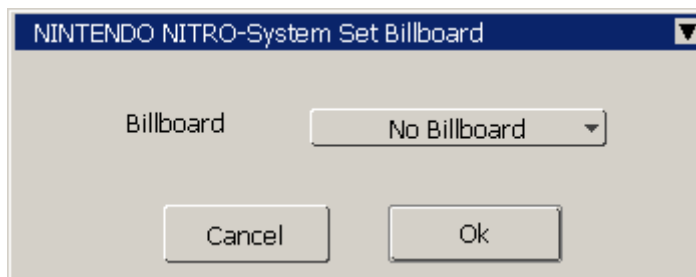 NINTENDO NITRO-System Set Billboard
Billboard
No Billboard
Cancel
Ok